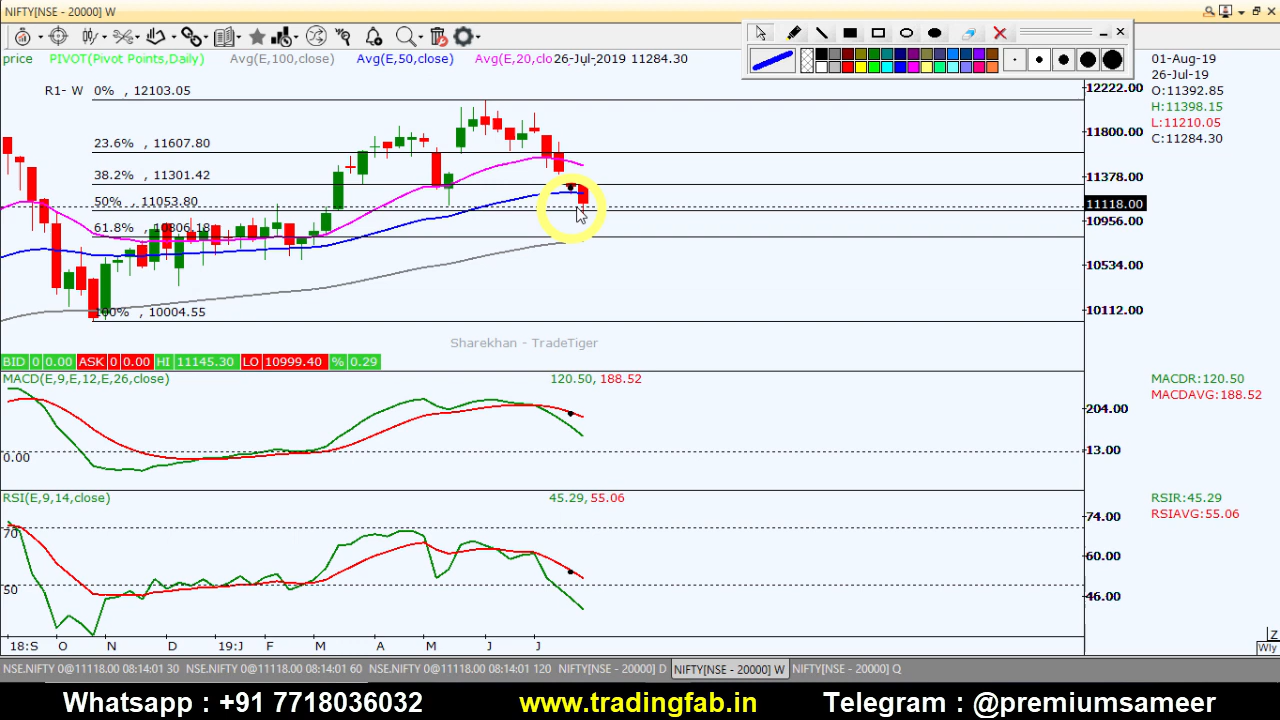 NIFTY[NSE - 20000] W
price PIVOT(Pivot Points,Daily) Avg(E,100,close) Avg(E,50,close) Avg(E,20,clo 26-Jul-2019 11284.30
01-Aug-19
26-Jul-19
O:11392.85
H:11398.15
L:11210.05
C:11284.30
R1- W 0% , 12103.05
23.6% , 11607.80
38.2% , 11301.42
50% , 11053.80
61.8% , 10806.18
100% , 10004.55
12222.00
11800.00
11378.00
11118.00
10956.00
10534.00
10112.00
Sharekhan - TradeTiger
BID 0 0.00 ASK 0 0.00 HI 11145.30 LO 10999.40 % 0.29
MACD(E,9,E,12,E,26,close) 120.50, 188.52
MACDR:120.50
MACDAVG:188.52
204.00
13.00
0.00
RSI(E,9,14,close) 45.29, 55.06
RSIR:45.29
RSIAVG:55.06
74.00
70
60.00
50
46.00
18:S O N D 19:J F M A M J J
Z
Wly
NSE.NIFTY 0@11118.00 08:14:01 30 NSE.NIFTY 0@11118.00 08:14:01 60 NSE.NIFTY 0@11118.00 08:14:01 120 NIFTY[NSE - 20000] D NIFTY[NSE - 20000] W NIFTY[NSE - 20000] Q
Whatsapp : +91 7718036032 www.tradingfab.in Telegram : @premiumsameer